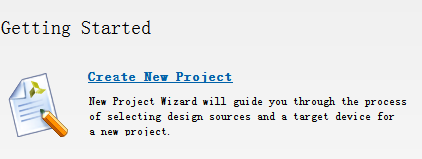 Getting Started
Create New Project
New Project Wizard will guide you through the process
of selecting design sources and a target device for
a new project.